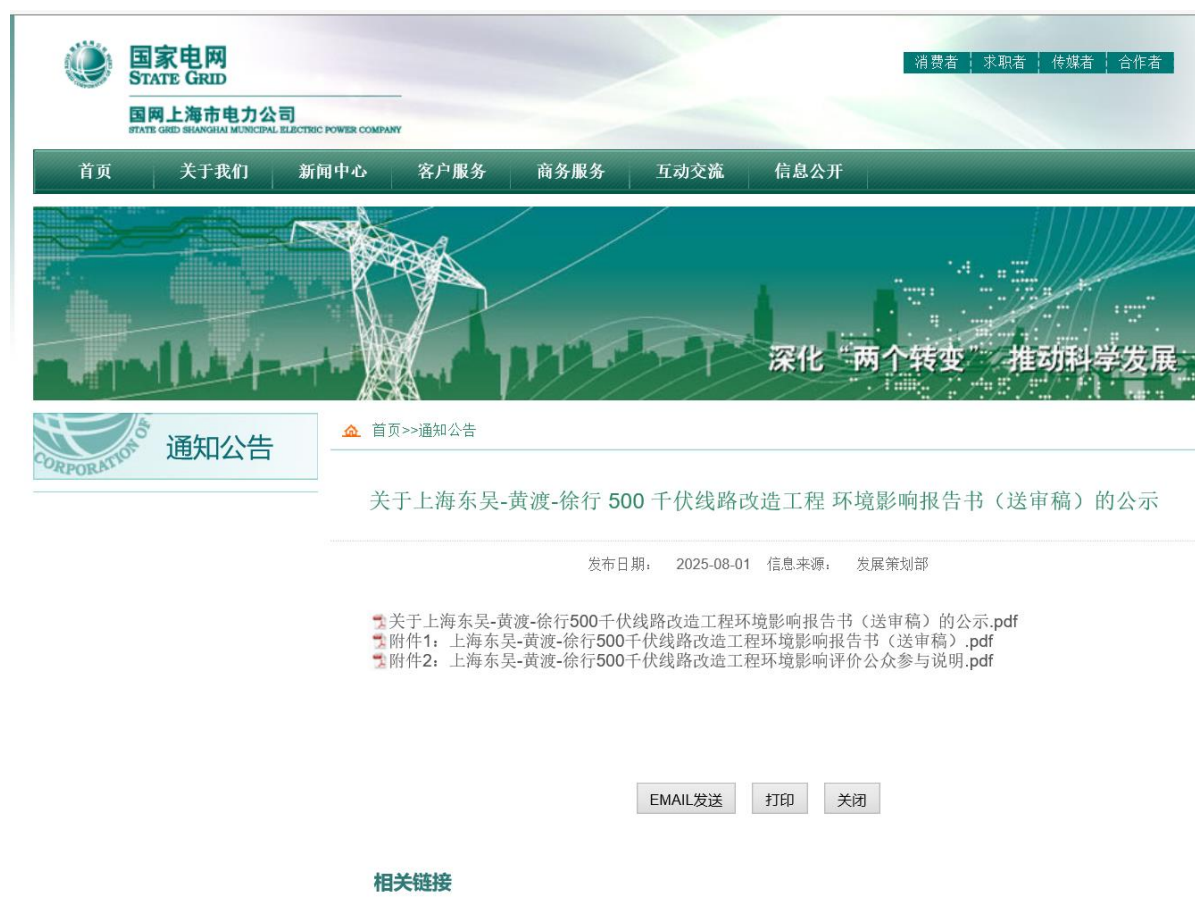 国家电网
STATE GRID
国网上海市电力公司
STATE GRID SHANGHAI MUNICIPAL ELECTRIC POWER COMPANY
消费者 求职者 传媒者 合作者
首页 关于我们 新闻中心 客户服务 商务服务 互动交流 信息公开
深化“两个转变” 推动科学发展
CORPORATION OF
通知公告
首页>>通知公告
关于上海东吴-黄渡-徐行 500 千伏线路改造工程 环境影响报告书（送审稿）的公示
发布日期： 2025-08-01 信息来源： 发展策划部
关于上海东吴-黄渡-徐行500千伏线路改造工程环境影响报告书（送审稿）的公示.pdf
附件1：上海东吴-黄渡-徐行500千伏线路改造工程环境影响报告书（送审稿）.pdf
附件2：上海东吴-黄渡-徐行500千伏线路改造工程环境影响评价公众参与说明.pdf
EMAIL发送 打印 关闭
相关链接